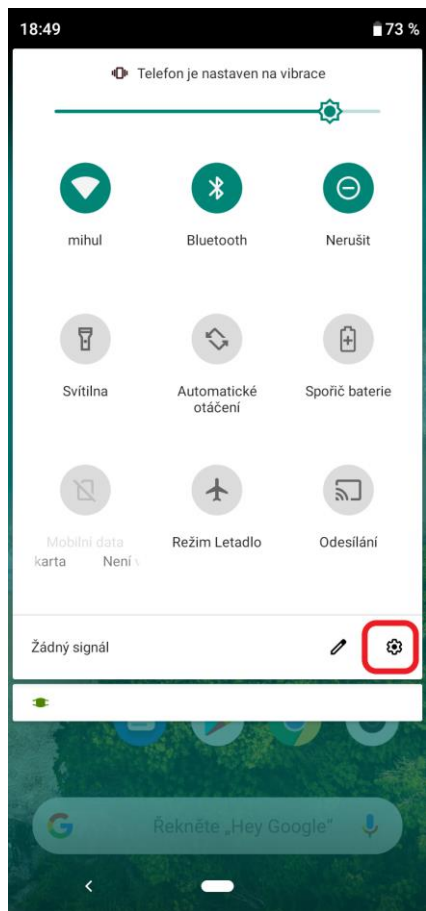 18:49 73 %
Telefon je nastaven na vibrace
mihul Bluetooth Nerušit
Svítilna Automatické otáčení Spořič baterie
Mobilní data Režim Letadlo Odesílání
karta Není
Žádný signál
Řekněte „Hey Google"